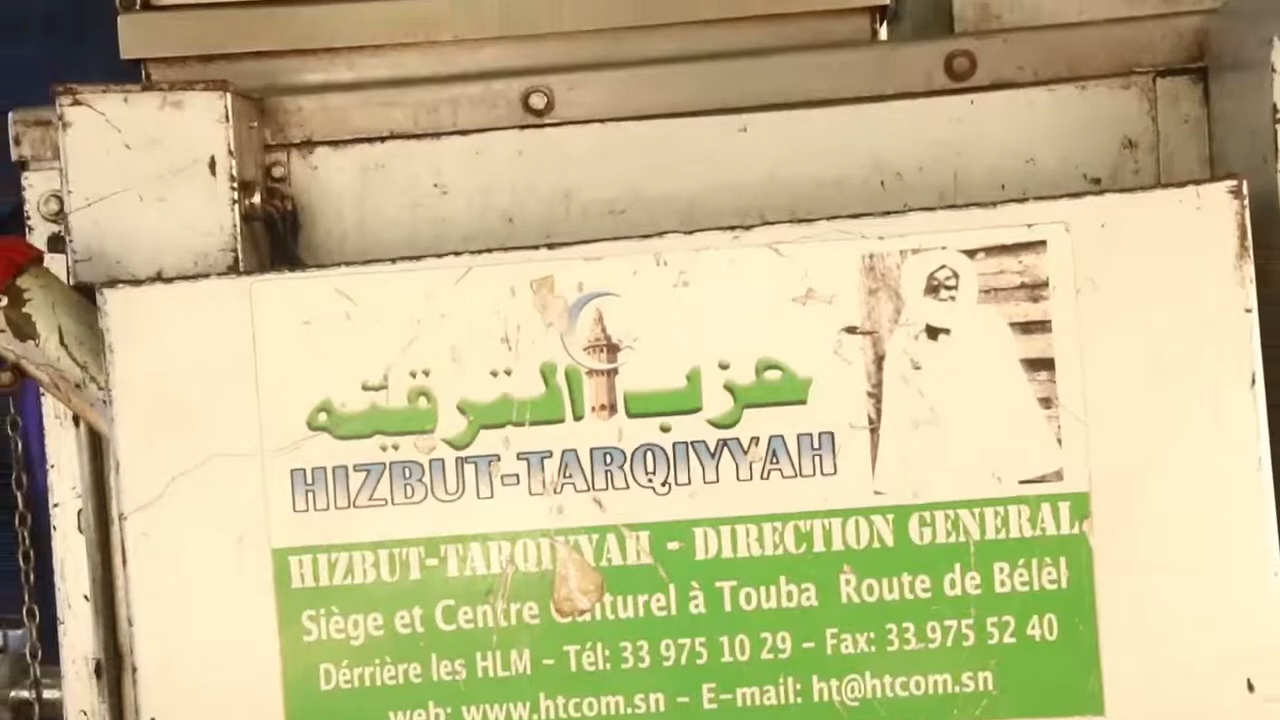 حزب الترقيّه
HIZBUT-TARQIYYAH
HIZBUT-TARQIYYAH - DIRECTION GENERAL
Siège et Centre Culturel à Touba Route de Bélèl
Dérrière les HLM - Tél: 33 975 10 29 - Fax: 33.975 52 40
web: www.htcom.sn - E-mail: ht@htcom.sn